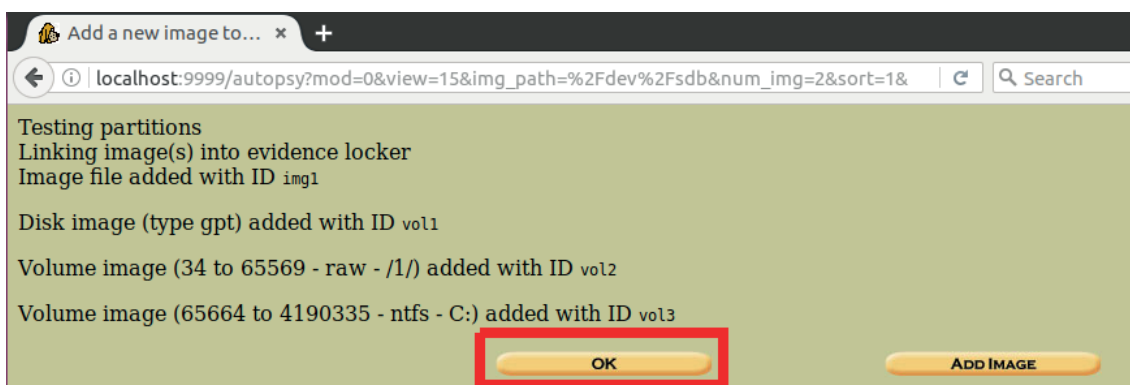 Add a new image to... × +
localhost:9999/autopsy?mod=0&view=15&img_path=%2Fdev%2Fsdb&num_img=2&sort=1& Search
Testing partitions
Linking image(s) into evidence locker
Image file added with ID img1
Disk image (type gpt) added with ID vol1
Volume image (34 to 65569 - raw - /1/) added with ID vol2
Volume image (65664 to 4190335 - ntfs - C:) added with ID vol3
OK ADD IMAGE